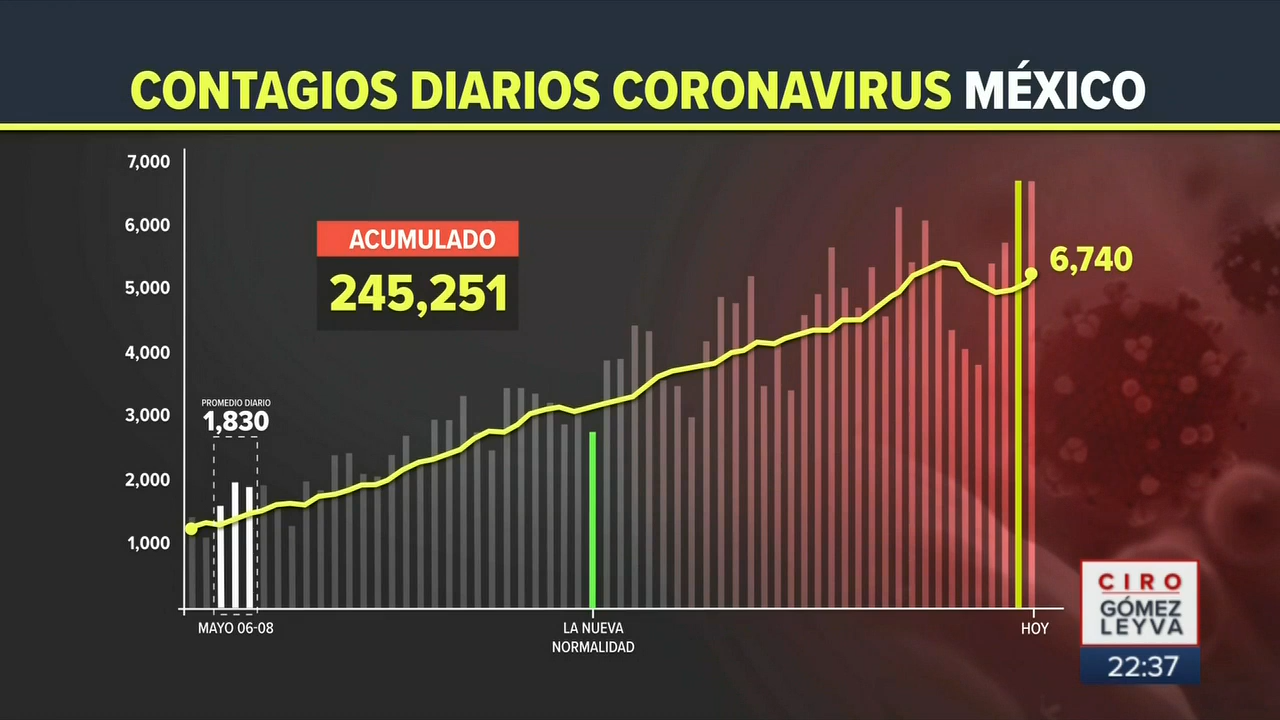 CONTAGIOS DIARIOS CORONAVIRUS MÉXICO
7,000
6,000
5,000
4,000
3,000
2,000
1,000
ACUMULADO
245,251
6,740
PROMEDIO DIARIO
1,830
MAYO 06-08
LA NUEVA
NORMALIDAD
HOY
CIRO
GÓMEZ
LEYVA
22:37